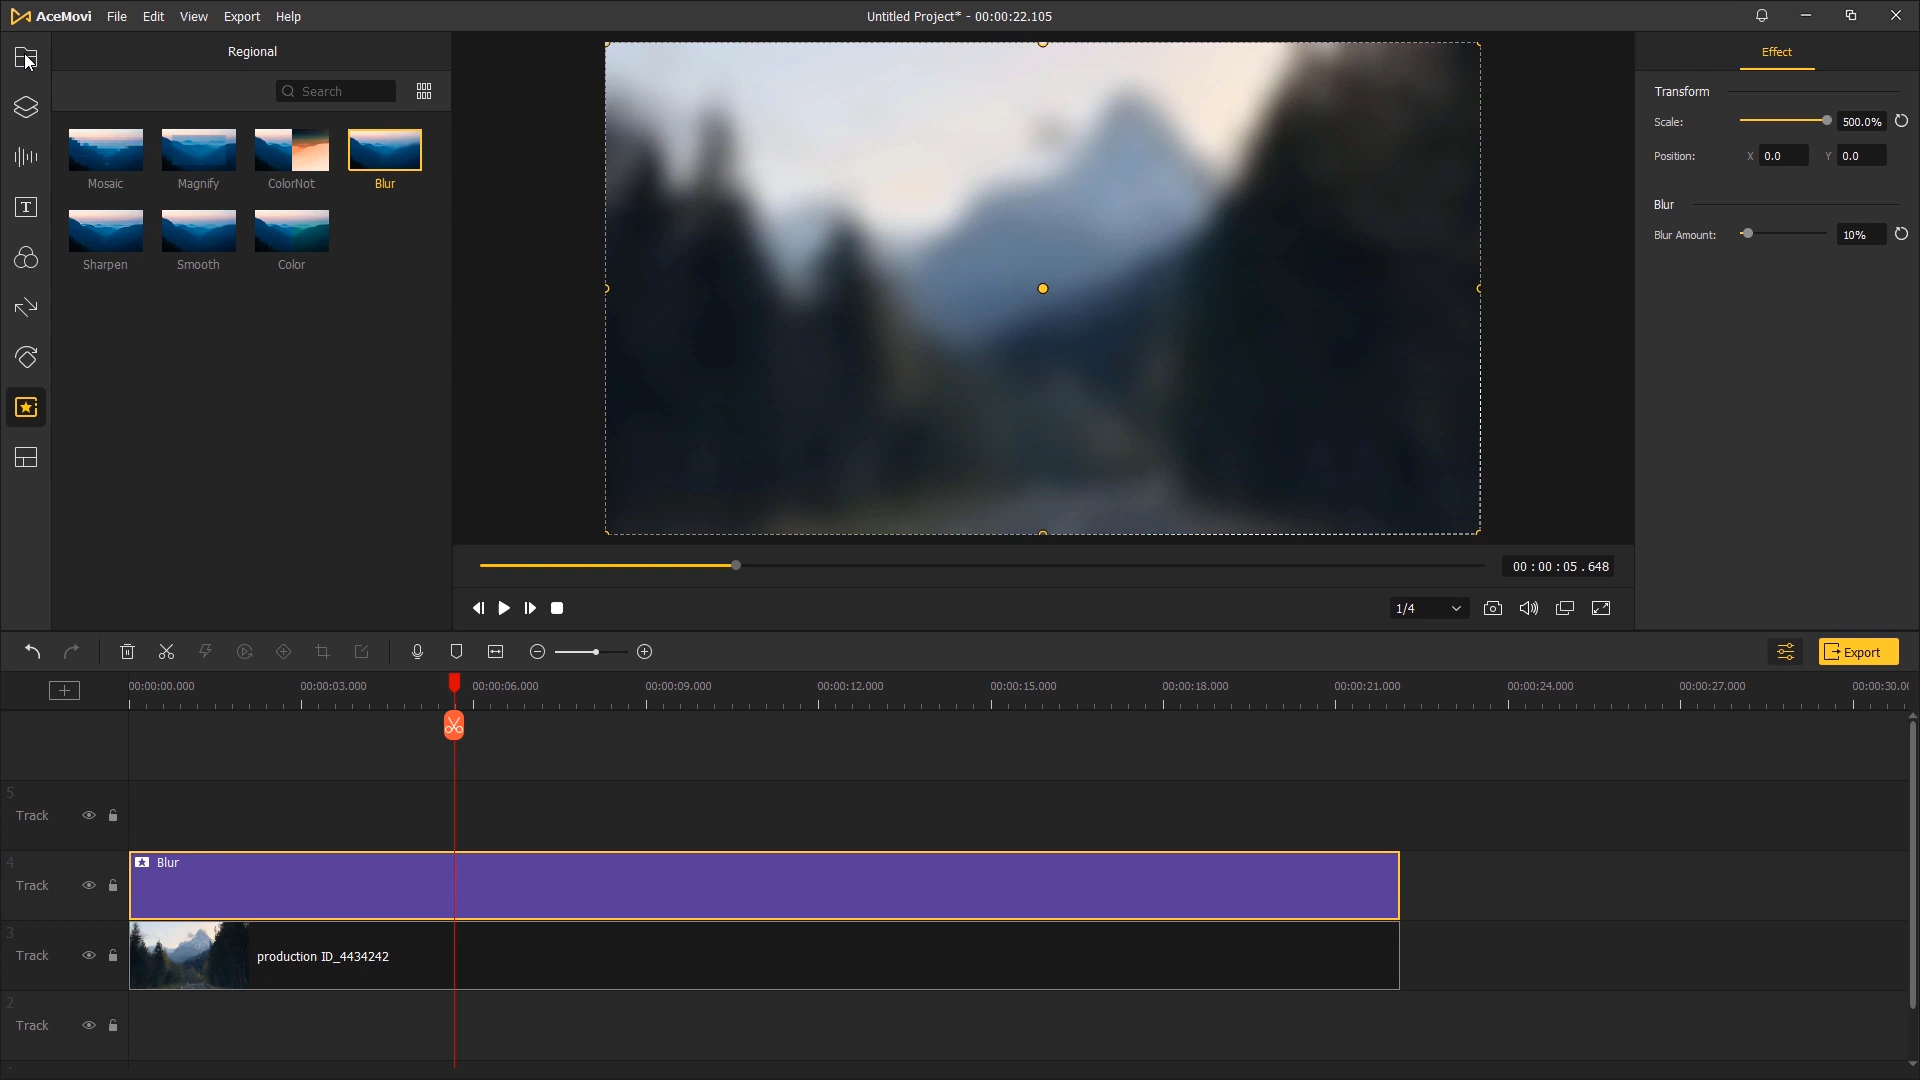 AceMovi File Edit View Export Help
Untitled Project* - 00:00:22.105
Regional
Search
Mosaic Magnify ColorNot Blur
Sharpen Smooth Color
Effect
Transform
Scale: 500.0%
Position: X 0.0 Y 0.0
Blur
Blur Amount: 10%
00 : 00 : 05 . 648
1/4
Export
00:00:00.000 00:00:03.000 00:00:06.000 00:00:09.000 00:00:12.000 00:00:15.000 00:00:18.000 00:00:21.000 00:00:24.000 00:00:27.000 00:00:30.0
5
Track
4
Track
Blur
3
Track
production ID_4434242
2
Track